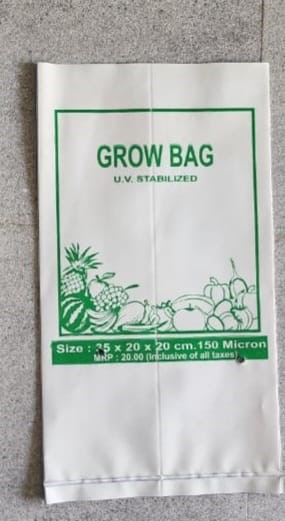 GROW BAG
U.V. STABILIZED
Size : 35 x 20 x 20 cm.150 Micron
MRP : 20.00 (Inclusive of all taxes)